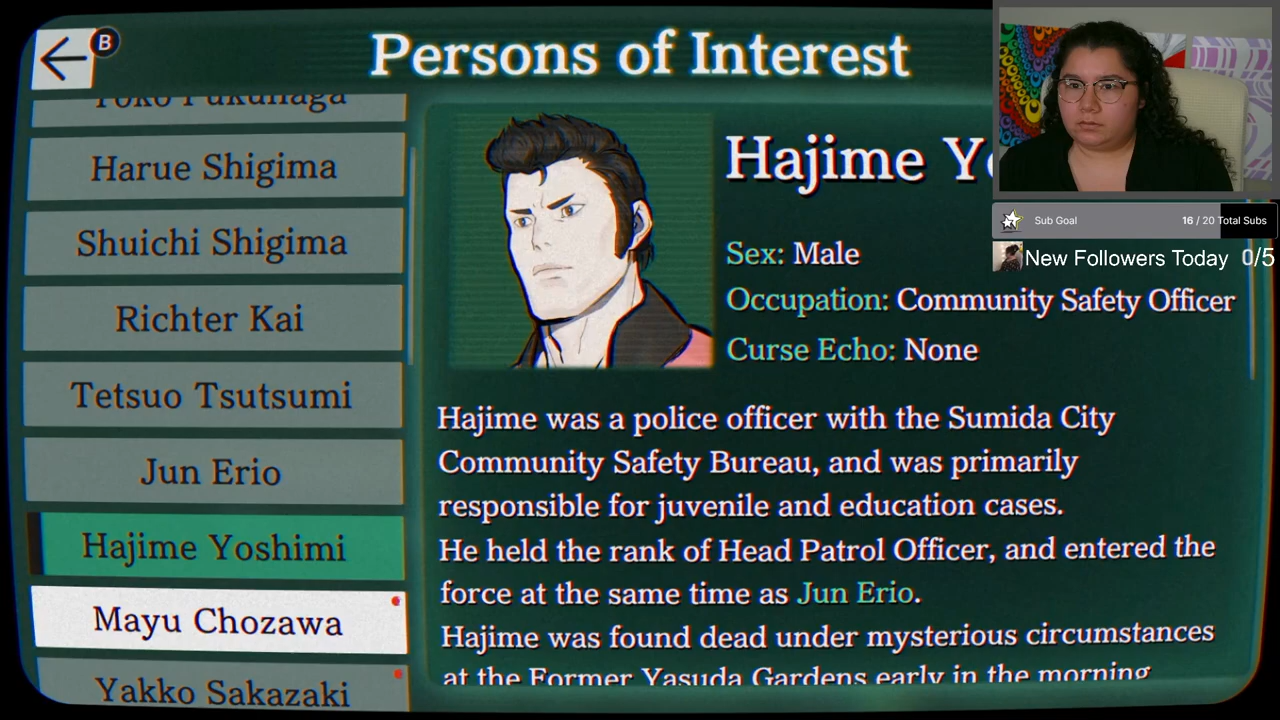 B
Persons of Interest
Yoko Fukunaga
Harue Shigima
Shuichi Shigima
Richter Kai
Tetsuo Tsutsumi
Jun Erio
Hajime Yoshimi
Mayu Chozawa
Yakko Sakazaki
Hajime Yo
Sex: Male
Occupation: Community Safety Officer
Curse Echo: None
Hajime was a police officer with the Sumida City
Community Safety Bureau, and was primarily
responsible for juvenile and education cases.
He held the rank of Head Patrol Officer, and entered the
force at the same time as Jun Erio.
Hajime was found dead under mysterious circumstances
at the Former Yasuda Gardens early in the morning
Sub Goal 16 / 20 Total Subs
New Followers Today 0/5